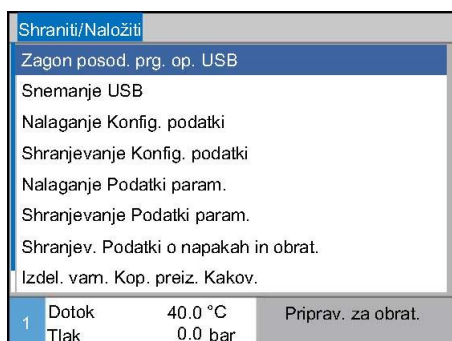 Shraniti/Naložiti
Zagon posod. prg. op. USB
Snemanje USB
Nalaganje Konfig. podatki
Shranjevanje Konfig. podatki
Nalaganje Podatki param.
Shranjevanje Podatki param.
Shranjev. Podatki o napakah in obrat.
Izdel. varn. Kop. preiz. Kakov.
1 Dotok 40.0 °C Priprav. za obrat.
Tlak 0.0 bar